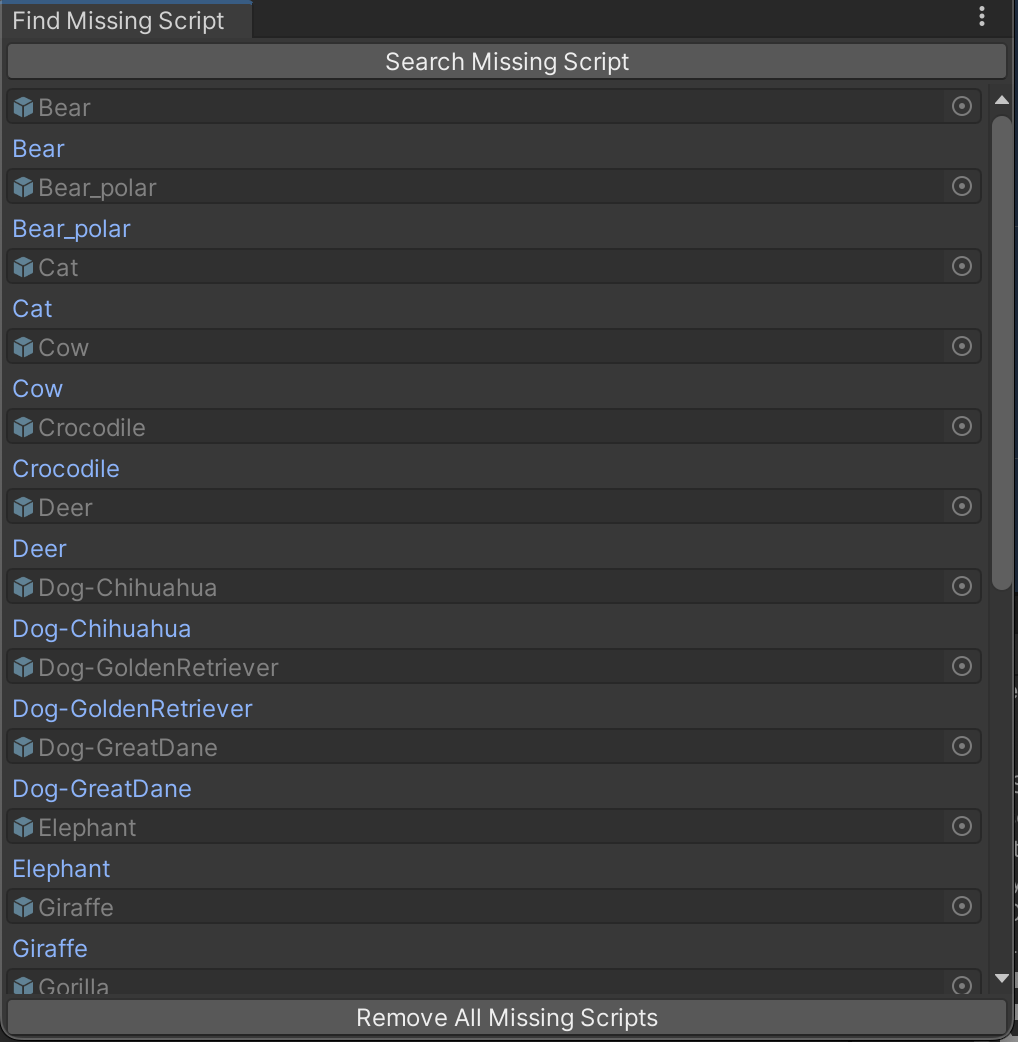 Find Missing Script
Search Missing Script
Bear
Bear
Bear_polar
Bear_polar
Cat
Cat
Cow
Cow
Crocodile
Crocodile
Deer
Deer
Dog-Chihuahua
Dog-Chihuahua
Dog-GoldenRetriever
Dog-GoldenRetriever
Dog-GreatDane
Dog-GreatDane
Elephant
Elephant
Giraffe
Giraffe
Gorilla
Remove All Missing Scripts